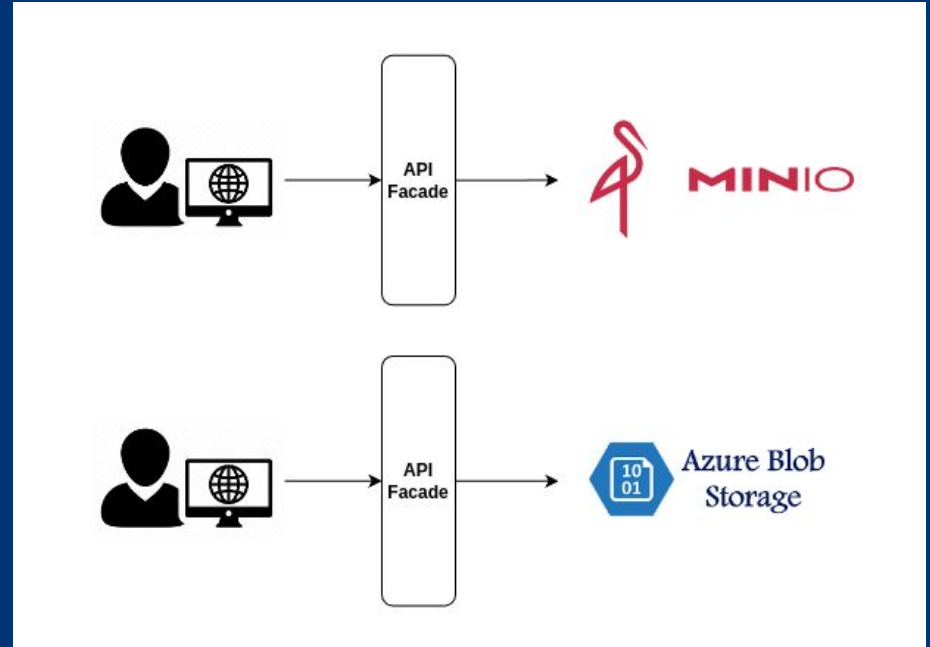 API
Facade
MINIO
API
Facade
10
01
Azure Blob
Storage